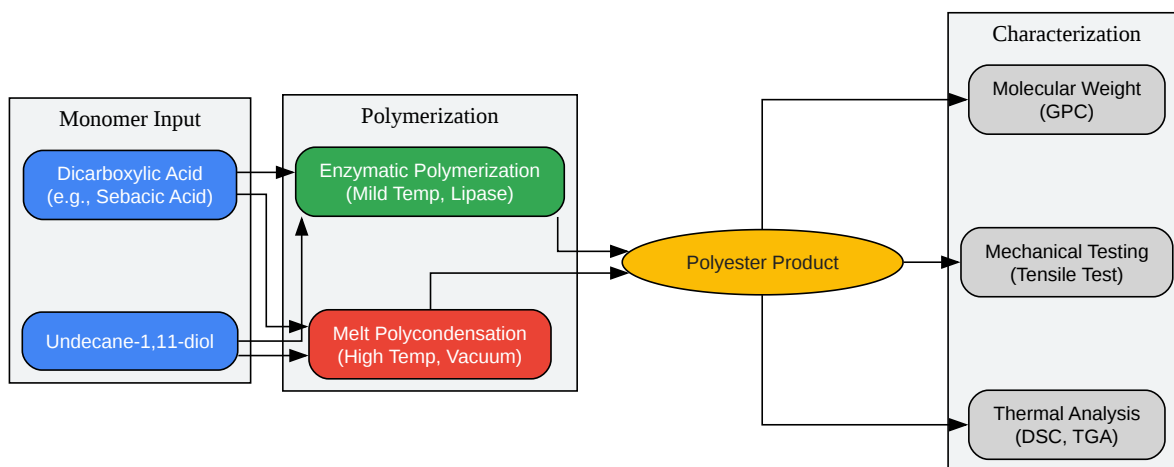 Monomer Input
Dicarboxylic Acid
(e.g., Sebacic Acid)
Undecane-1,11-diol
Polymerization
Enzymatic Polymerization
(Mild Temp, Lipase)
Melt Polycondensation
(High Temp, Vacuum)
Polyester Product
Characterization
Molecular Weight
(GPC)
Mechanical Testing
(Tensile Test)
Thermal Analysis
(DSC, TGA)